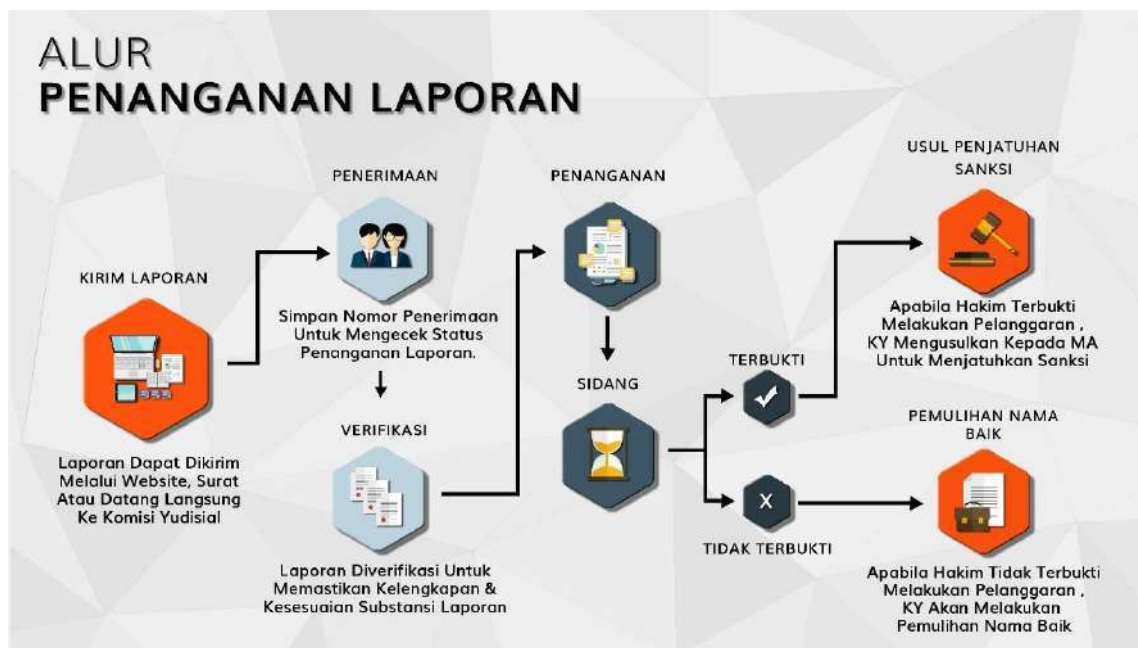 ALUR
PENANGANAN LAPORAN
KIRIM LAPORAN
Laporan Dapat Dikirim
Melalui Website, Surat
Atau Datang Langsung
Ke Komisi Yudisial
PENERIMAAN
Simpan Nomor Penerimaan
Untuk Mengecek Status
Penanganan Laporan.
VERIFIKASI
Laporan Diverifikasi Untuk
Memastikan Kelengkapan &
Kesesuaian Substansi Laporan
PENANGANAN
SIDANG
TERBUKTI
X
TIDAK TERBUKTI
USUL PENJATUHAN
SANKSI
Apabila Hakim Terbukti
Melakukan Pelanggaran ,
KY Mengusulkan Kepada MA
Untuk Menjatuhkan Sanksi
PEMULIHAN NAMA
BAIK
Apabila Hakim Tidak Terbukti
Melakukan Pelanggaran ,
KY Akan Melakukan
Pemulihan Nama Baik